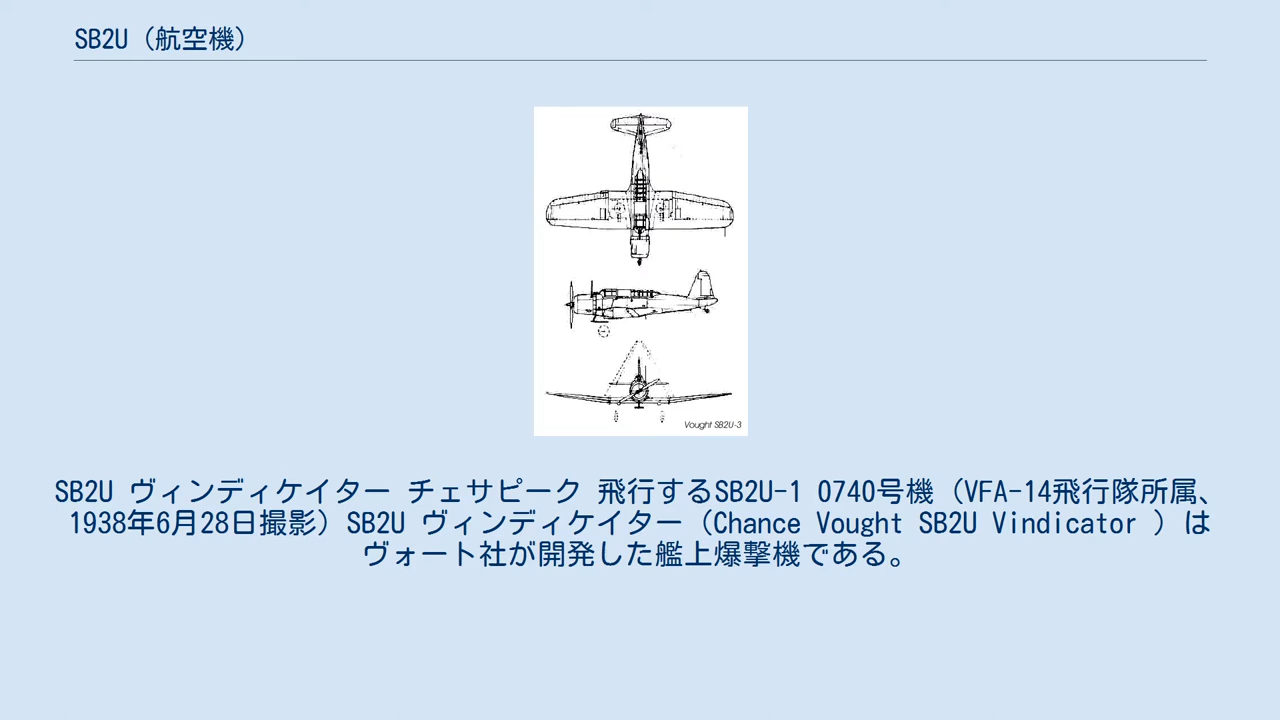 SB2U（航空機）
Vought SB2U-3
SB2U ヴィンディケイター チェサピーク 飛行するSB2U-1 0740号機（VFA-14飛行隊所属、
1938年6月28日撮影）SB2U ヴィンディケイター（Chance Vought SB2U Vindicator ）は
ヴォート社が開発した艦上爆撃機である。